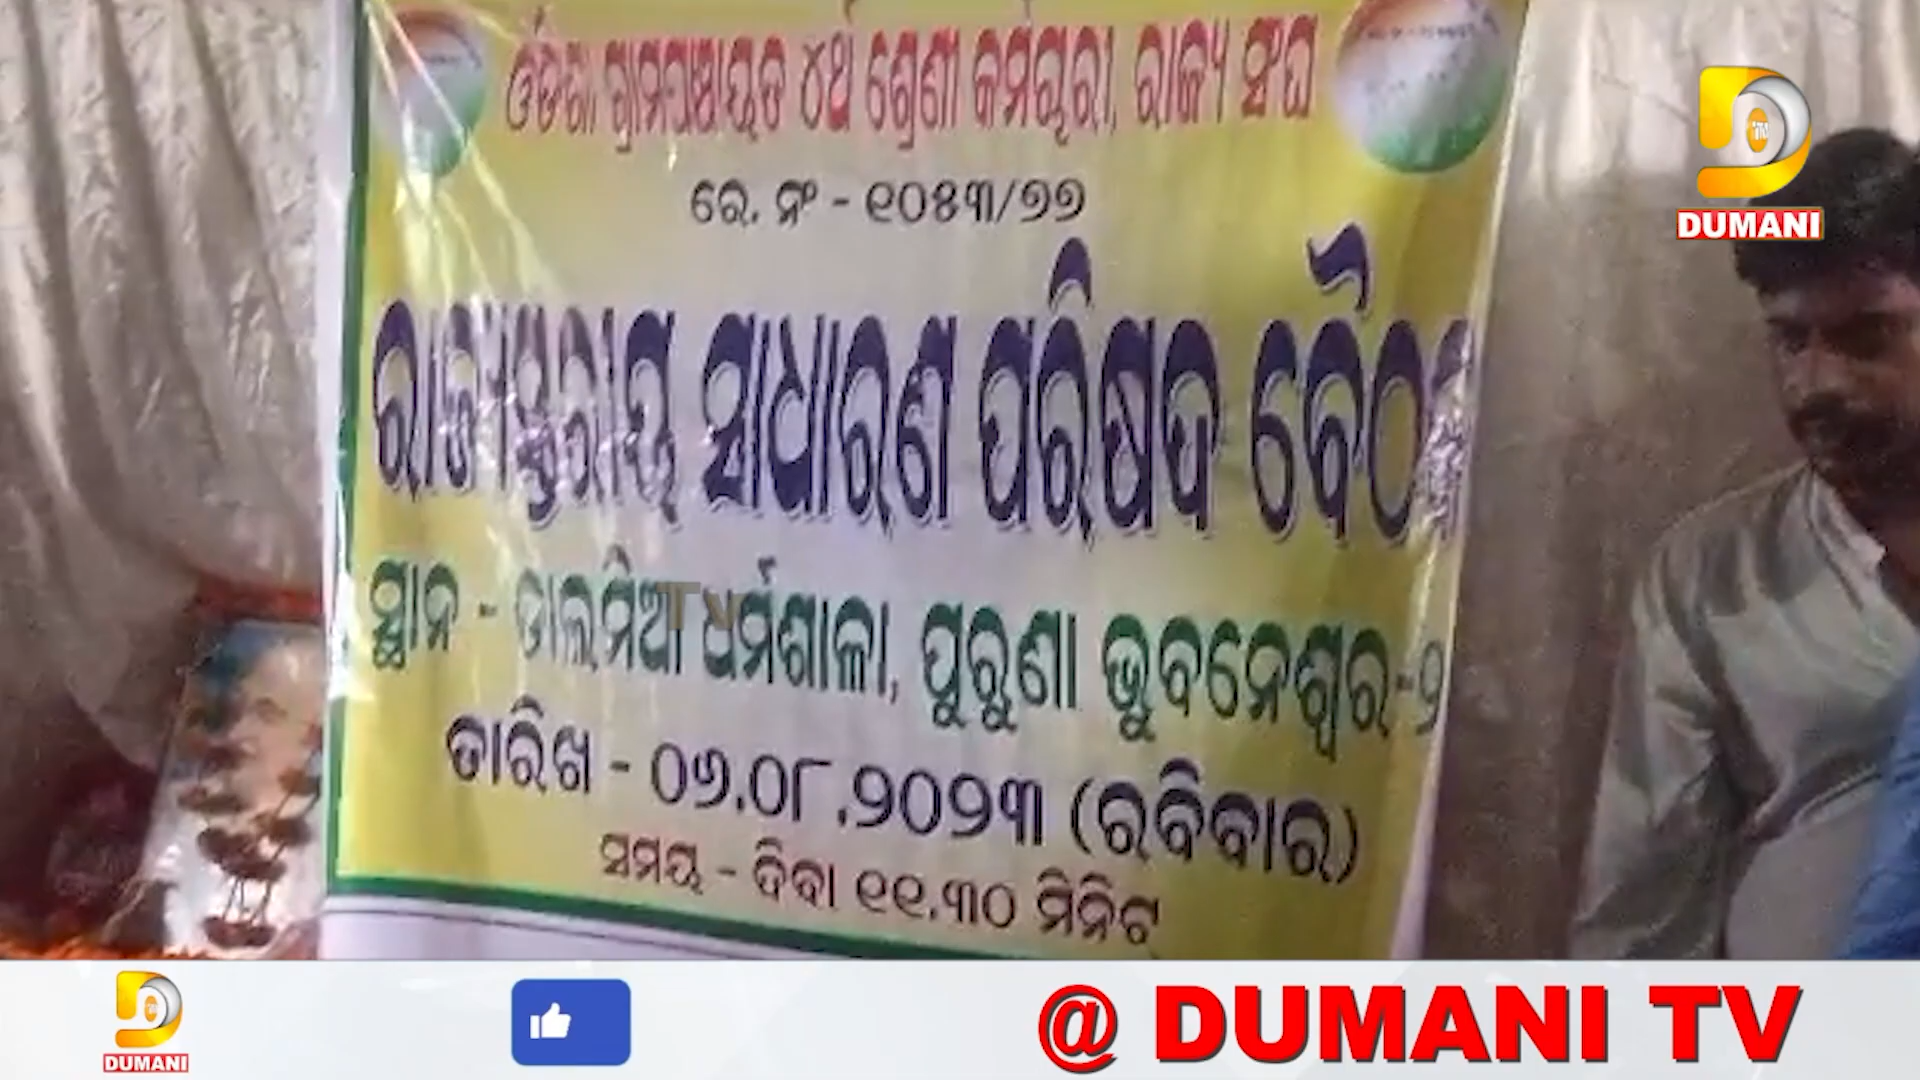 ଓଡିଶା ଗ୍ରାମପଞ୍ଚାୟତ ୪ର୍ଥ ଶ୍ରେଣୀ କର୍ମଚାରୀ, ରାଜ୍ୟ ସଂଘ
ରେ. ନଂ - ୧୦୫୩/୭୭
ରାଜ୍ୟସ୍ତରୀୟ ସାଧାରଣ ପରିଷଦ ବୈଠକ
ସ୍ଥାନ - ଡାଲମିଆ ଧର୍ମଶାଳା, ପୁରୁଣା ଭୁବନେଶ୍ୱର-୨
ତାରିଖ - ୦୬.୦୮.୨୦୨୩ (ରବିବାର)
ସମୟ - ଦିବା ୧୧.୩୦ ମିନିଟ
TV
DUMANI
DUMANI
@ DUMANI TV